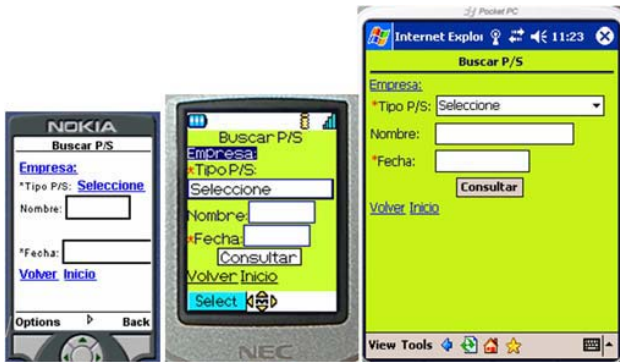 NOKIA
Buscar P/S
Empresa:
*Tipo P/S: Seleccione
Nombre:
*Fecha:
Volver Inicio
Options Back
Buscar P/S
Empresa:
*Tipo P/S:
Seleccione
Nombre:
*Fecha:
Consultar
Volver Inicio
Select
NEC
Pocket PC
Internet Explor 11:23
Buscar P/S
Empresa:
*Tipo P/S: Seleccione
Nombre:
*Fecha:
Consultar
Volver Inicio
View Tools